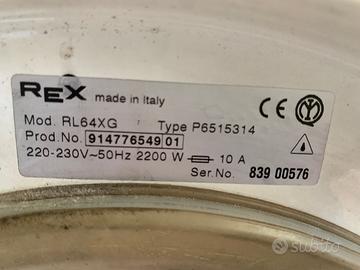 REX made in Italy
Mod. RL64XG Type P6515314
Prod.No. 914776549 01
220-230V~50Hz 2200 W 10 A
Ser.No. 839 00576
subito